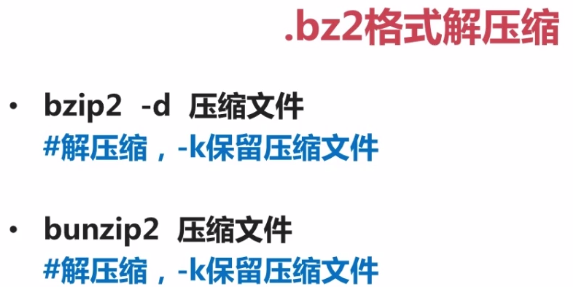 .bz2格式解压缩
• bzip2 -d 压缩文件
#解压缩，-k保留压缩文件
• bunzip2 压缩文件
#解压缩，-k保留压缩文件